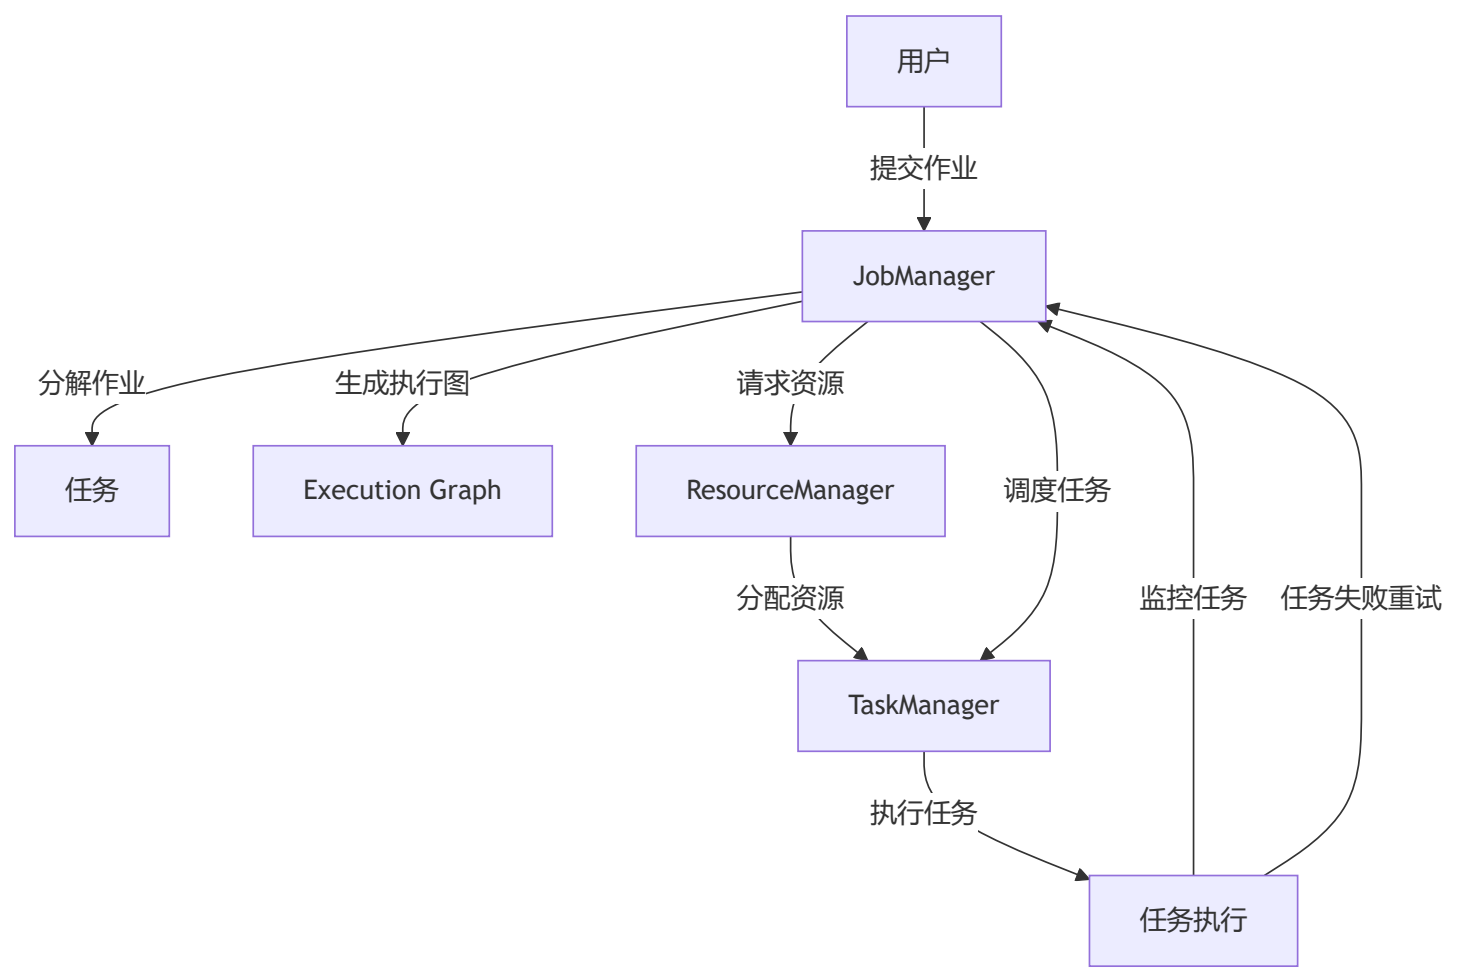 用户
提交作业
JobManager
分解作业
生成执行图
请求资源
任务
Execution Graph
ResourceManager
调度任务
分配资源
监控任务
任务失败重试
TaskManager
执行任务
任务执行